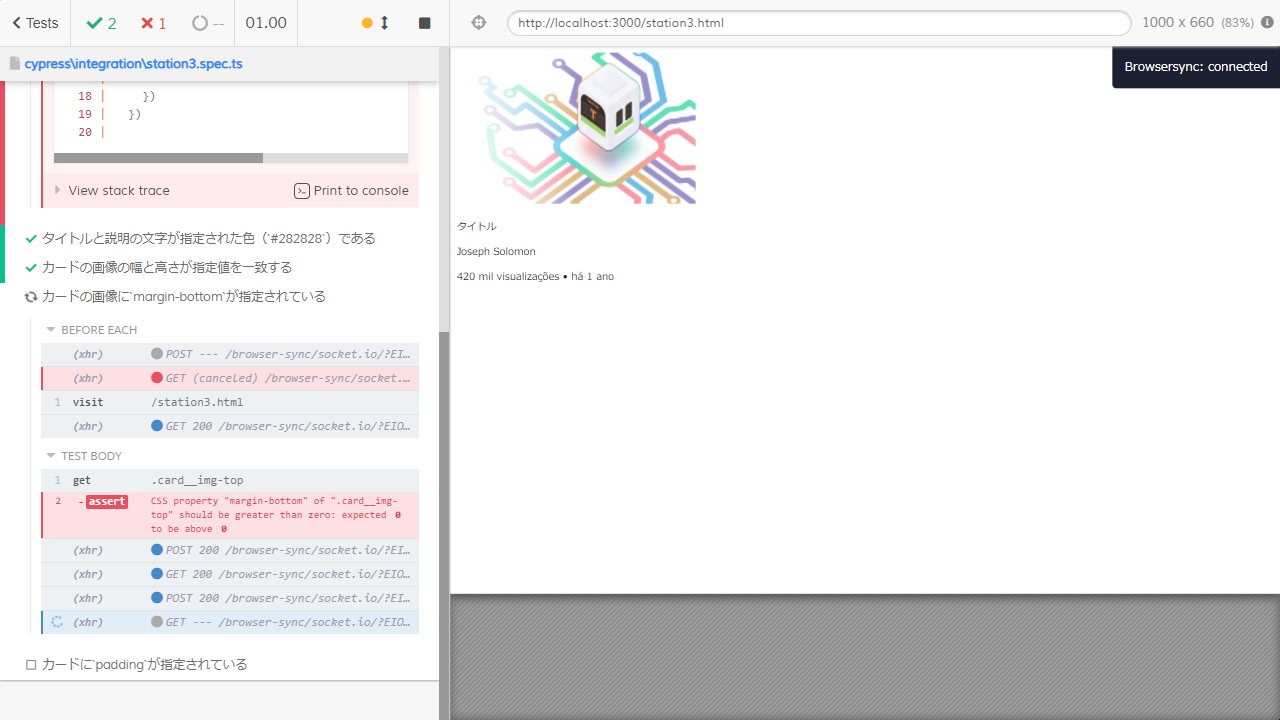 Tests
2
1
--
01.00
http://localhost:3000/station3.html
1000 x 660 (83%)
cypress\integration\station3.spec.ts
18 | })
19 | })
20 |
View stack trace
Print to console
タイトルと説明の文字が指定された色（`#282828`）である
カードの画像の幅と高さが指定値を一致する
カードの画像に`margin-bottom`が指定されている
BEFORE EACH
(xhr) POST --- /browser-sync/socket.io/?EI…
(xhr) GET (canceled) /browser-sync/socket.…
1 visit /station3.html
(xhr) GET 200 /browser-sync/socket.io/?EIO…
TEST BODY
1 get .card__img-top
2 -assert CSS property "margin-bottom" of ".card__img-
top" should be greater than zero: expected 0
to be above 0
(xhr) POST 200 /browser-sync/socket.io/?EI…
(xhr) GET 200 /browser-sync/socket.io/?EIO…
(xhr) POST 200 /browser-sync/socket.io/?EI…
(xhr) GET --- /browser-sync/socket.io/?EIO…
カードに`padding`が指定されている
Browsersync: connected
タイトル
Joseph Solomon
420 mil visualizações • há 1 ano